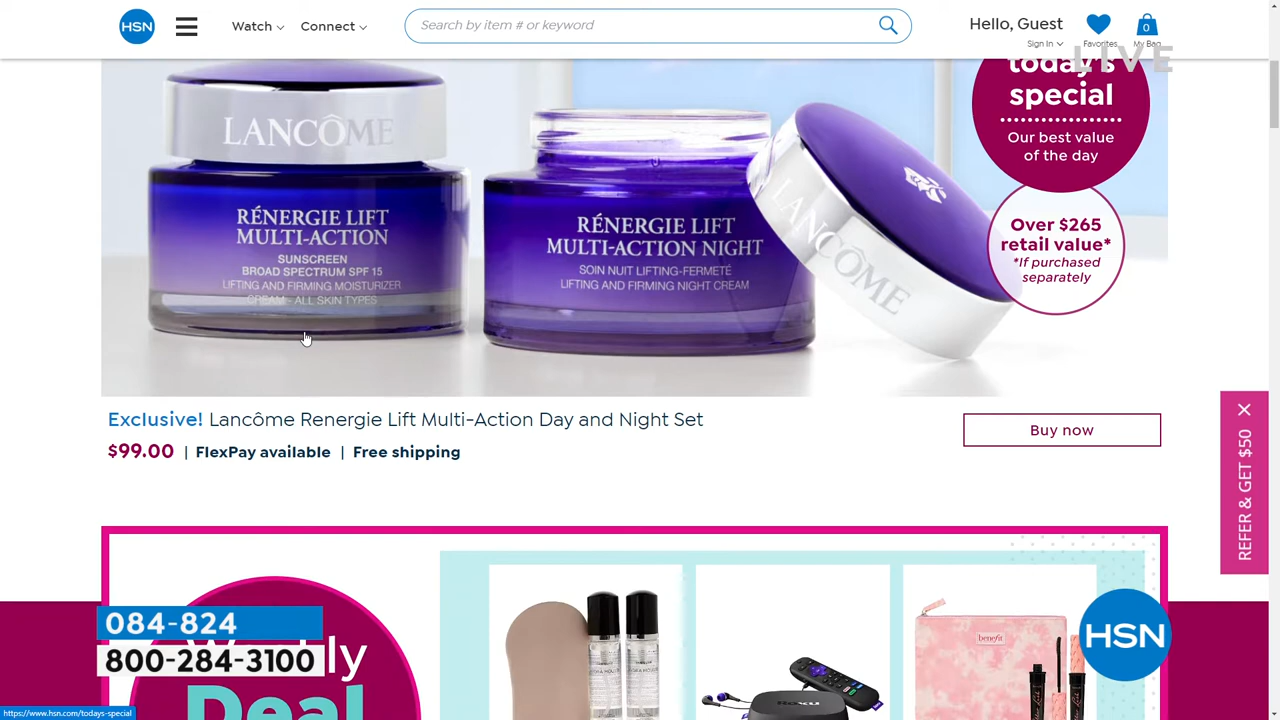 HSN
Watch
Connect
Search by item # or keyword
Hello, Guest
Sign In
Favorites
0
My Bag
LIVE
today's
special
Our best value
of the day
Over $265
retail value*
*If purchased
separately
LANCÔME
RÉNERGIE LIFT
MULTI-ACTION
SUNSCREEN
BROAD SPECTRUM SPF 15
LIFTING AND FIRMING MOISTURIZER
CREAM - ALL SKIN TYPES
RÉNERGIE LIFT
MULTI-ACTION NIGHT
SOIN NUIT LIFTING-FERMETÉ
LIFTING AND FIRMING NIGHT CREAM
LANCÔME
Exclusive! Lancôme Renergie Lift Multi-Action Day and Night Set
$99.00 | FlexPay available | Free shipping
Buy now
REFER & GET $50
Weekly
Deal
084-824
800-284-3100
benefit
ROKU
HSN
https://www.hsn.com/todays-special